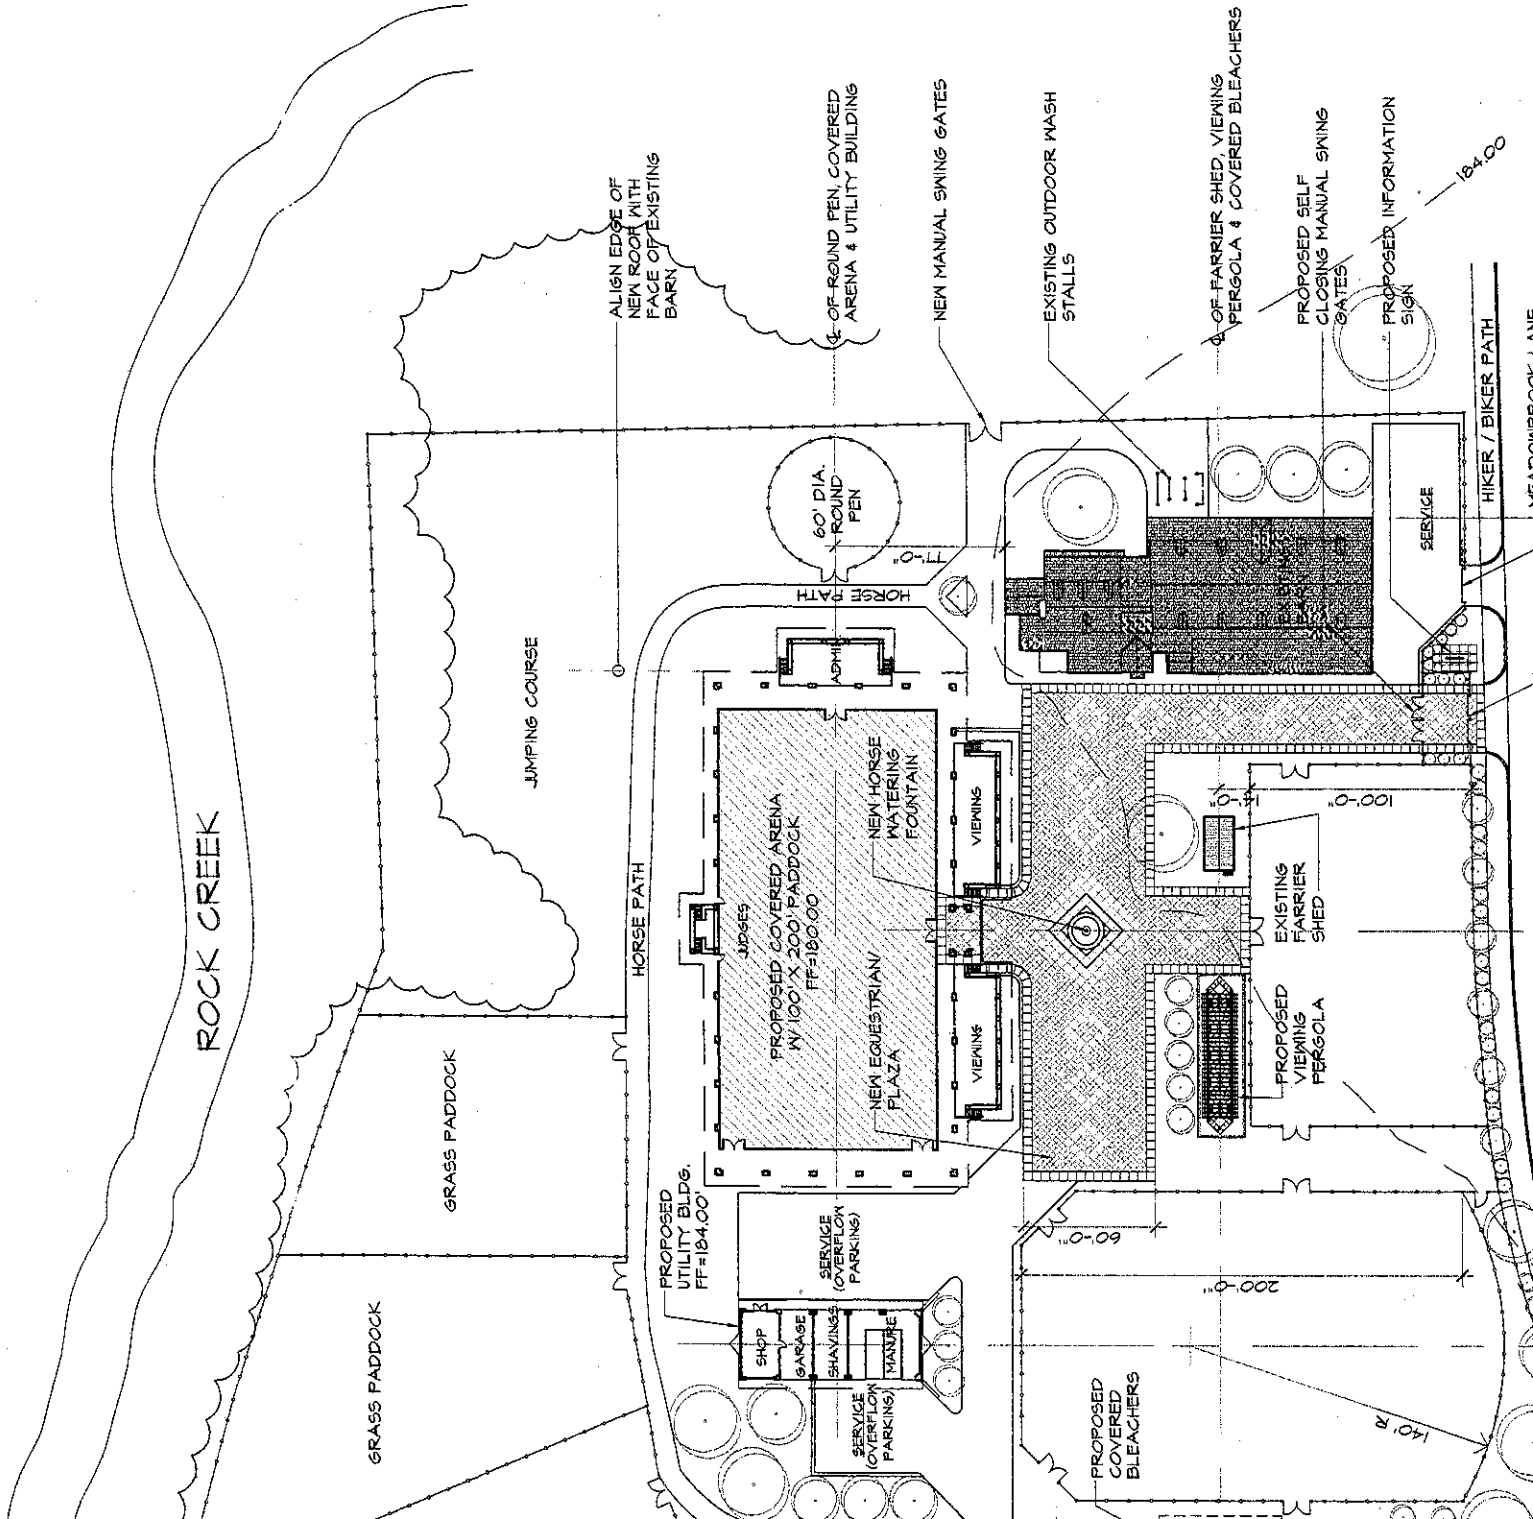 ROCK CREEK
JUMPING COURSE
GRASS PADDOCK
GRASS PADDOCK
HORSE PATH
HORSE PATH
ALIGN EDGE OF
NEW ROOF WITH
FACE OF EXISTING
BARN
OF ROUND PEN, COVERED
ARENA & UTILITY BUILDING
NEW MANUAL SWING GATES
EXISTING OUTDOOR WASH
STALLS
OF FARRIER SHED, VIEWING
PERGOLA & COVERED BLEACHERS
PROPOSED SELF
CLOSING MANUAL SWING
GATES
PROPOSED INFORMATION
SIGN
184.00
HIKER / BIKER PATH
MEADOWBROOK LANE
SERVICE
60' DIA.
ROUND
PEN
77'-0"
ADMIN
JUDGES
PROPOSED COVERED ARENA
W/ 100' X 200' PADDOCK
FF=180.00
NEW HORSE
WATERING
FOUNTAIN
VIEWING
VIEWING
NEW EQUESTRIAN
PLAZA
14'-0"
100'-0"
EXISTING
FARRIER
SHED
PROPOSED
VIEWING
PERGOLA
PROPOSED
UTILITY BLDG.
FF=184.00'
SHOP
GARAGE
SHAVINGS
MANURE
SERVICE
(OVERFLOW
PARKING)
SERVICE
(OVERFLOW
PARKING)
60'-0"
200'-0"
140' R
PROPOSED
COVERED
BLEACHERS